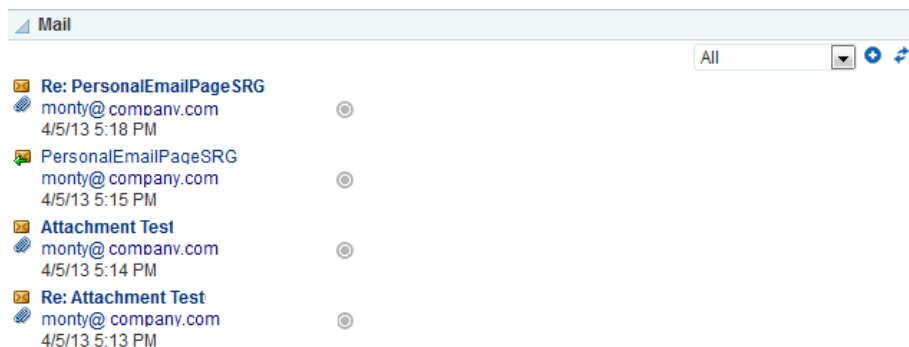 Mail
All
Re: PersonalEmailPageSRG
monty@company.com
4/5/13 5:18 PM
PersonalEmailPageSRG
monty@company.com
4/5/13 5:15 PM
Attachment Test
monty@company.com
4/5/13 5:14 PM
Re: Attachment Test
monty@company.com
4/5/13 5:13 PM